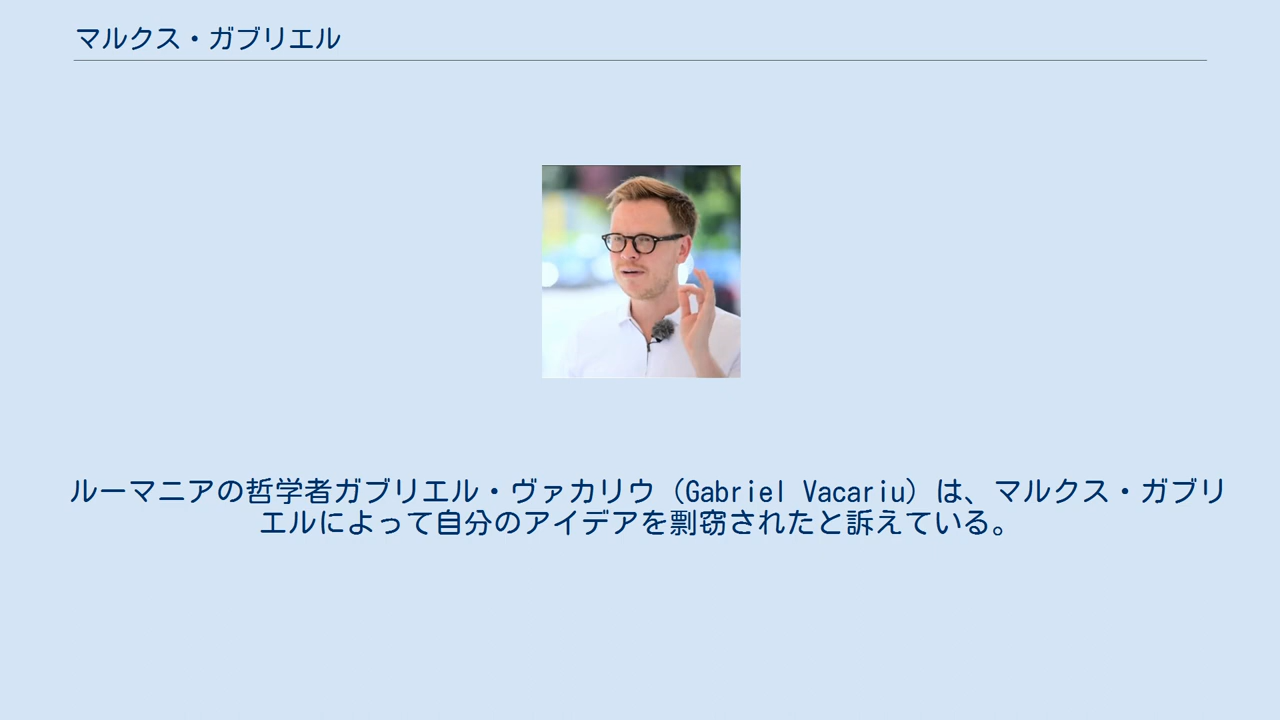 マルクス・ガブリエル
ルーマニアの哲学者ガブリエル・ヴァカリウ（Gabriel Vacariu）は、マルクス・ガブリ
エルによって自分のアイデアを剽窃されたと訴えている。